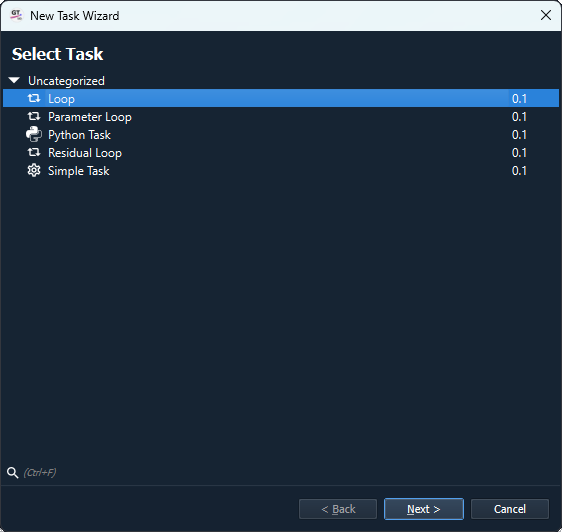 GT New Task Wizard
Select Task
Uncategorized
Loop 0.1
Parameter Loop 0.1
Python Task 0.1
Residual Loop 0.1
Simple Task 0.1
(Ctrl+F)
< Back Next > Cancel